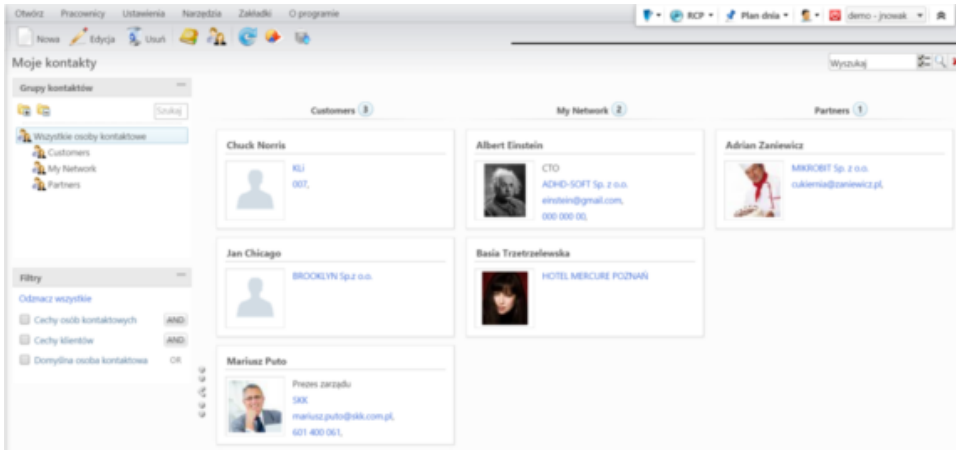 Otwórz Pracownicy Ustawienia Narzędzia Zakładki O programie
RCP Plan dnia demo - jnowak
Nowa Edycja Usuń
Moje kontakty
Wyszukaj
Grupy kontaktów
Szukaj
Wszystkie osoby kontaktowe
Customers
My Network
Partners
Filtry
Odznacz wszystkie
Cechy osób kontaktowych AND
Cechy klientów AND
Domyślna osoba kontaktowa OR
Customers 3
Chuck Norris
KLi
007,
Jan Chicago
BROOKLYN Sp.z o.o.
Mariusz Puto
Prezes zarządu
SKK
mariusz.puto@skk.com.pl,
601 400 061,
My Network 2
Albert Einstein
CTO
ADHD-SOFT Sp. z o.o.
einstein@gmail.com,
000 000 00,
Basia Trzetrzelewska
HOTEL MERCURE POZNAŃ
Partners 1
Adrian Zaniewicz
MIKROBIT Sp. z o.o.
cukiernia@zaniewicz.pl,